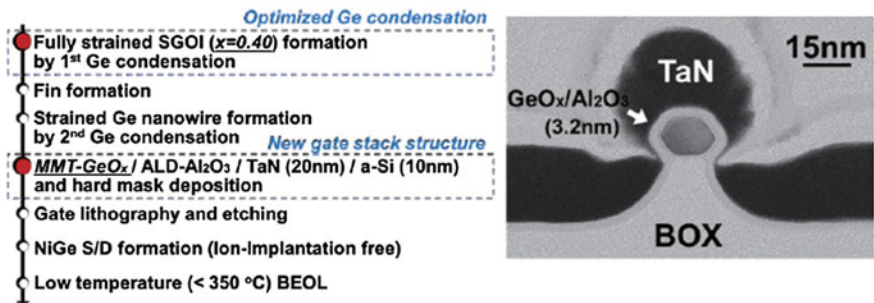 Optimized Ge condensation
Fully strained SGOI (x=0.40) formation
by 1st Ge condensation
Fin formation
Strained Ge nanowire formation
by 2nd Ge condensation
New gate stack structure
MMT-GeOx / ALD-Al2O3 / TaN (20nm) / a-Si (10nm)
and hard mask deposition
Gate lithography and etching
NiGe S/D formation (Ion-Implantation free)
Low temperature (< 350 ºC) BEOL
15nm
TaN
GeOx/Al2O3
(3.2nm)
BOX